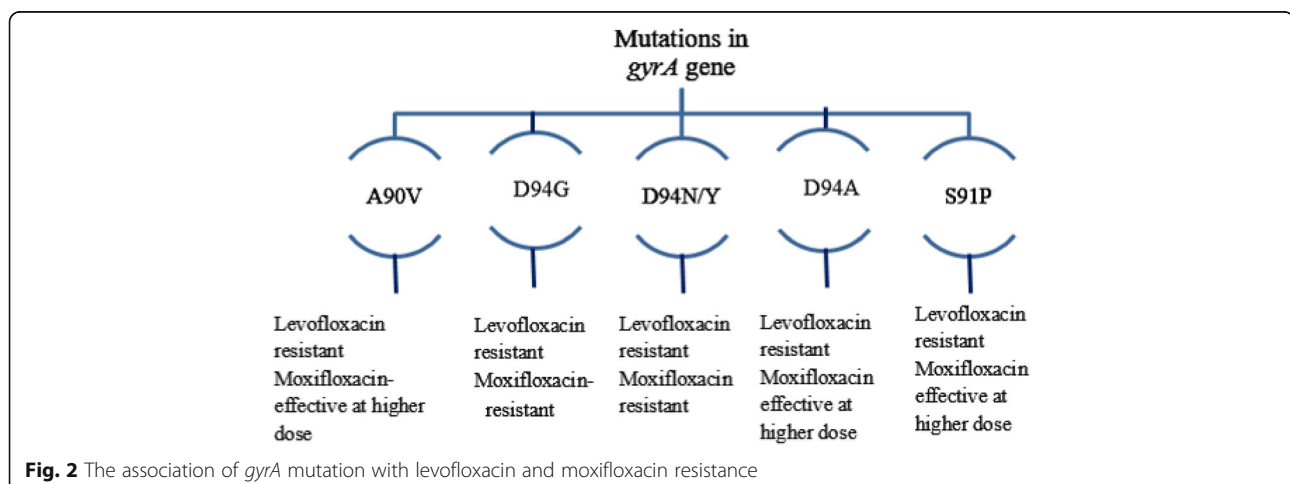 Mutations in
gyrA gene
A90V
D94G
D94N/Y
D94A
S91P
Levofloxacin
resistant
Moxifloxacin-
effective at higher
dose
Levofloxacin
resistant
Moxifloxacin-
resistant
Levofloxacin
resistant
Moxifloxacin
resistant
Levofloxacin
resistant
Moxifloxacin
effective at
higher dose
Levofloxacin
resistant
Moxifloxacin
effective at
higher dose
Fig. 2 The association of gyrA mutation with levofloxacin and moxifloxacin resistance